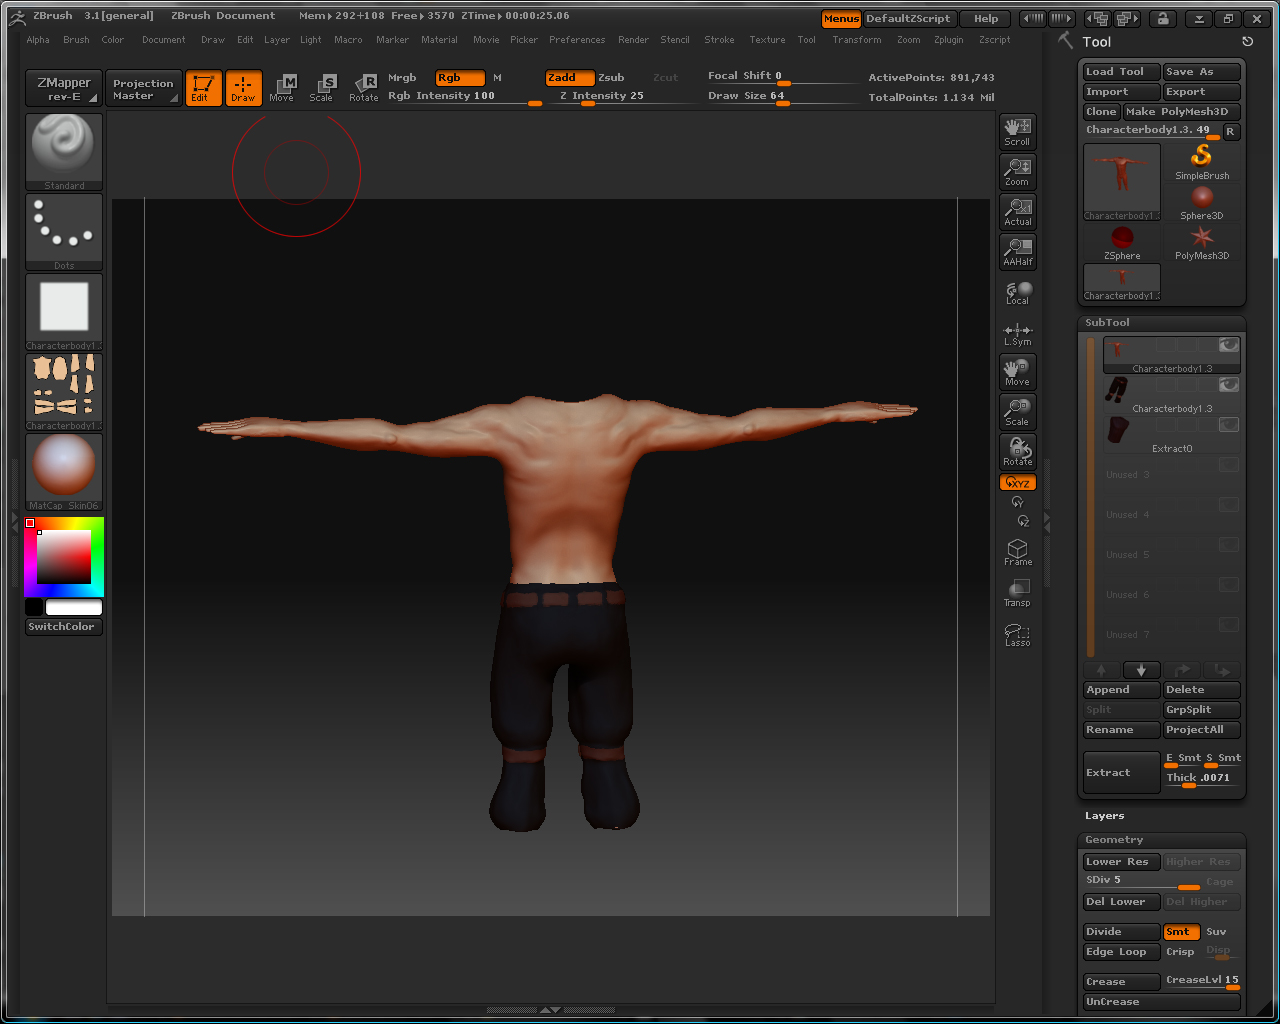 ZBrush 3.1[general] ZBrush Document Mem▸292+108 Free▸3570 ZTime▸00:00:25.06 Menus DefaultZScript Help
Alpha Brush Color Document Draw Edit Layer Light Macro Marker Material Movie Picker Preferences Render Stencil Stroke Texture Tool Transform Zoom Zplugin Zscript
Tool
ZMapper
rev-E
Projection
Master
Edit
Draw
Move
Scale
Rotate
Mrgb Rgb M
Rgb Intensity 100
Zadd Zsub Zcut
Z Intensity 25
Focal Shift 0
Draw Size 64
ActivePoints: 891,743
TotalPoints: 1.134 Mil
Standard
Dots
Characterbody1.
Characterbody1.
MatCap Skin06
SwitchColor
Scroll
Zoom
Actual
AAHalf
Local
L.Sym
Move
Scale
Rotate
XYZ
Y
Z
Frame
Transp
Lasso
Load Tool Save As
Import Export
Clone Make PolyMesh3D
Characterbody1.3. 49 R
Characterbody1.
SimpleBrush
Sphere3D
ZSphere
PolyMesh3D
Characterbody1.
SubTool
Characterbody1.3
Characterbody1.3
Extract0
Unused 3
Unused 4
Unused 5
Unused 6
Unused 7
Append Delete
Split GrpSplit
Rename ProjectAll
Extract
E Smt S Smt
Thick .0071
Layers
Geometry
Lower Res Higher Res
SDiv 5 Cage
Del Lower Del Higher
Divide Smt Suv
Edge Loop Crisp Disp
Crease CreaseLvl 15
UnCrease